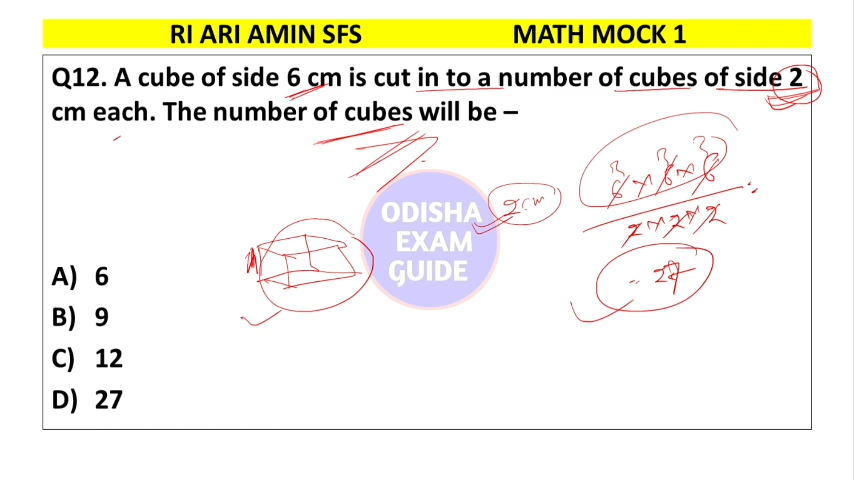 RI ARI AMIN SFS MATH MOCK 1
Q12. A cube of side 6 cm is cut in to a number of cubes of side 2
cm each. The number of cubes will be –
6 × 6 × 6
2 × 2 × 2
2cm
27
ODISHA
EXAM
GUIDE
A) 6
B) 9
C) 12
D) 27